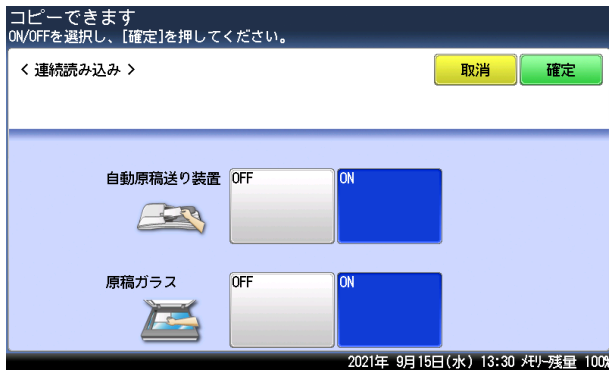 コピーできます
ON/OFFを選択し、[確定]を押してください。
< 連続読み込み >
取消
確定
自動原稿送り装置
OFF
ON
原稿ガラス
OFF
ON
2021年 9月15日(水) 13:30 ﾒﾓﾘｰ残量 100%